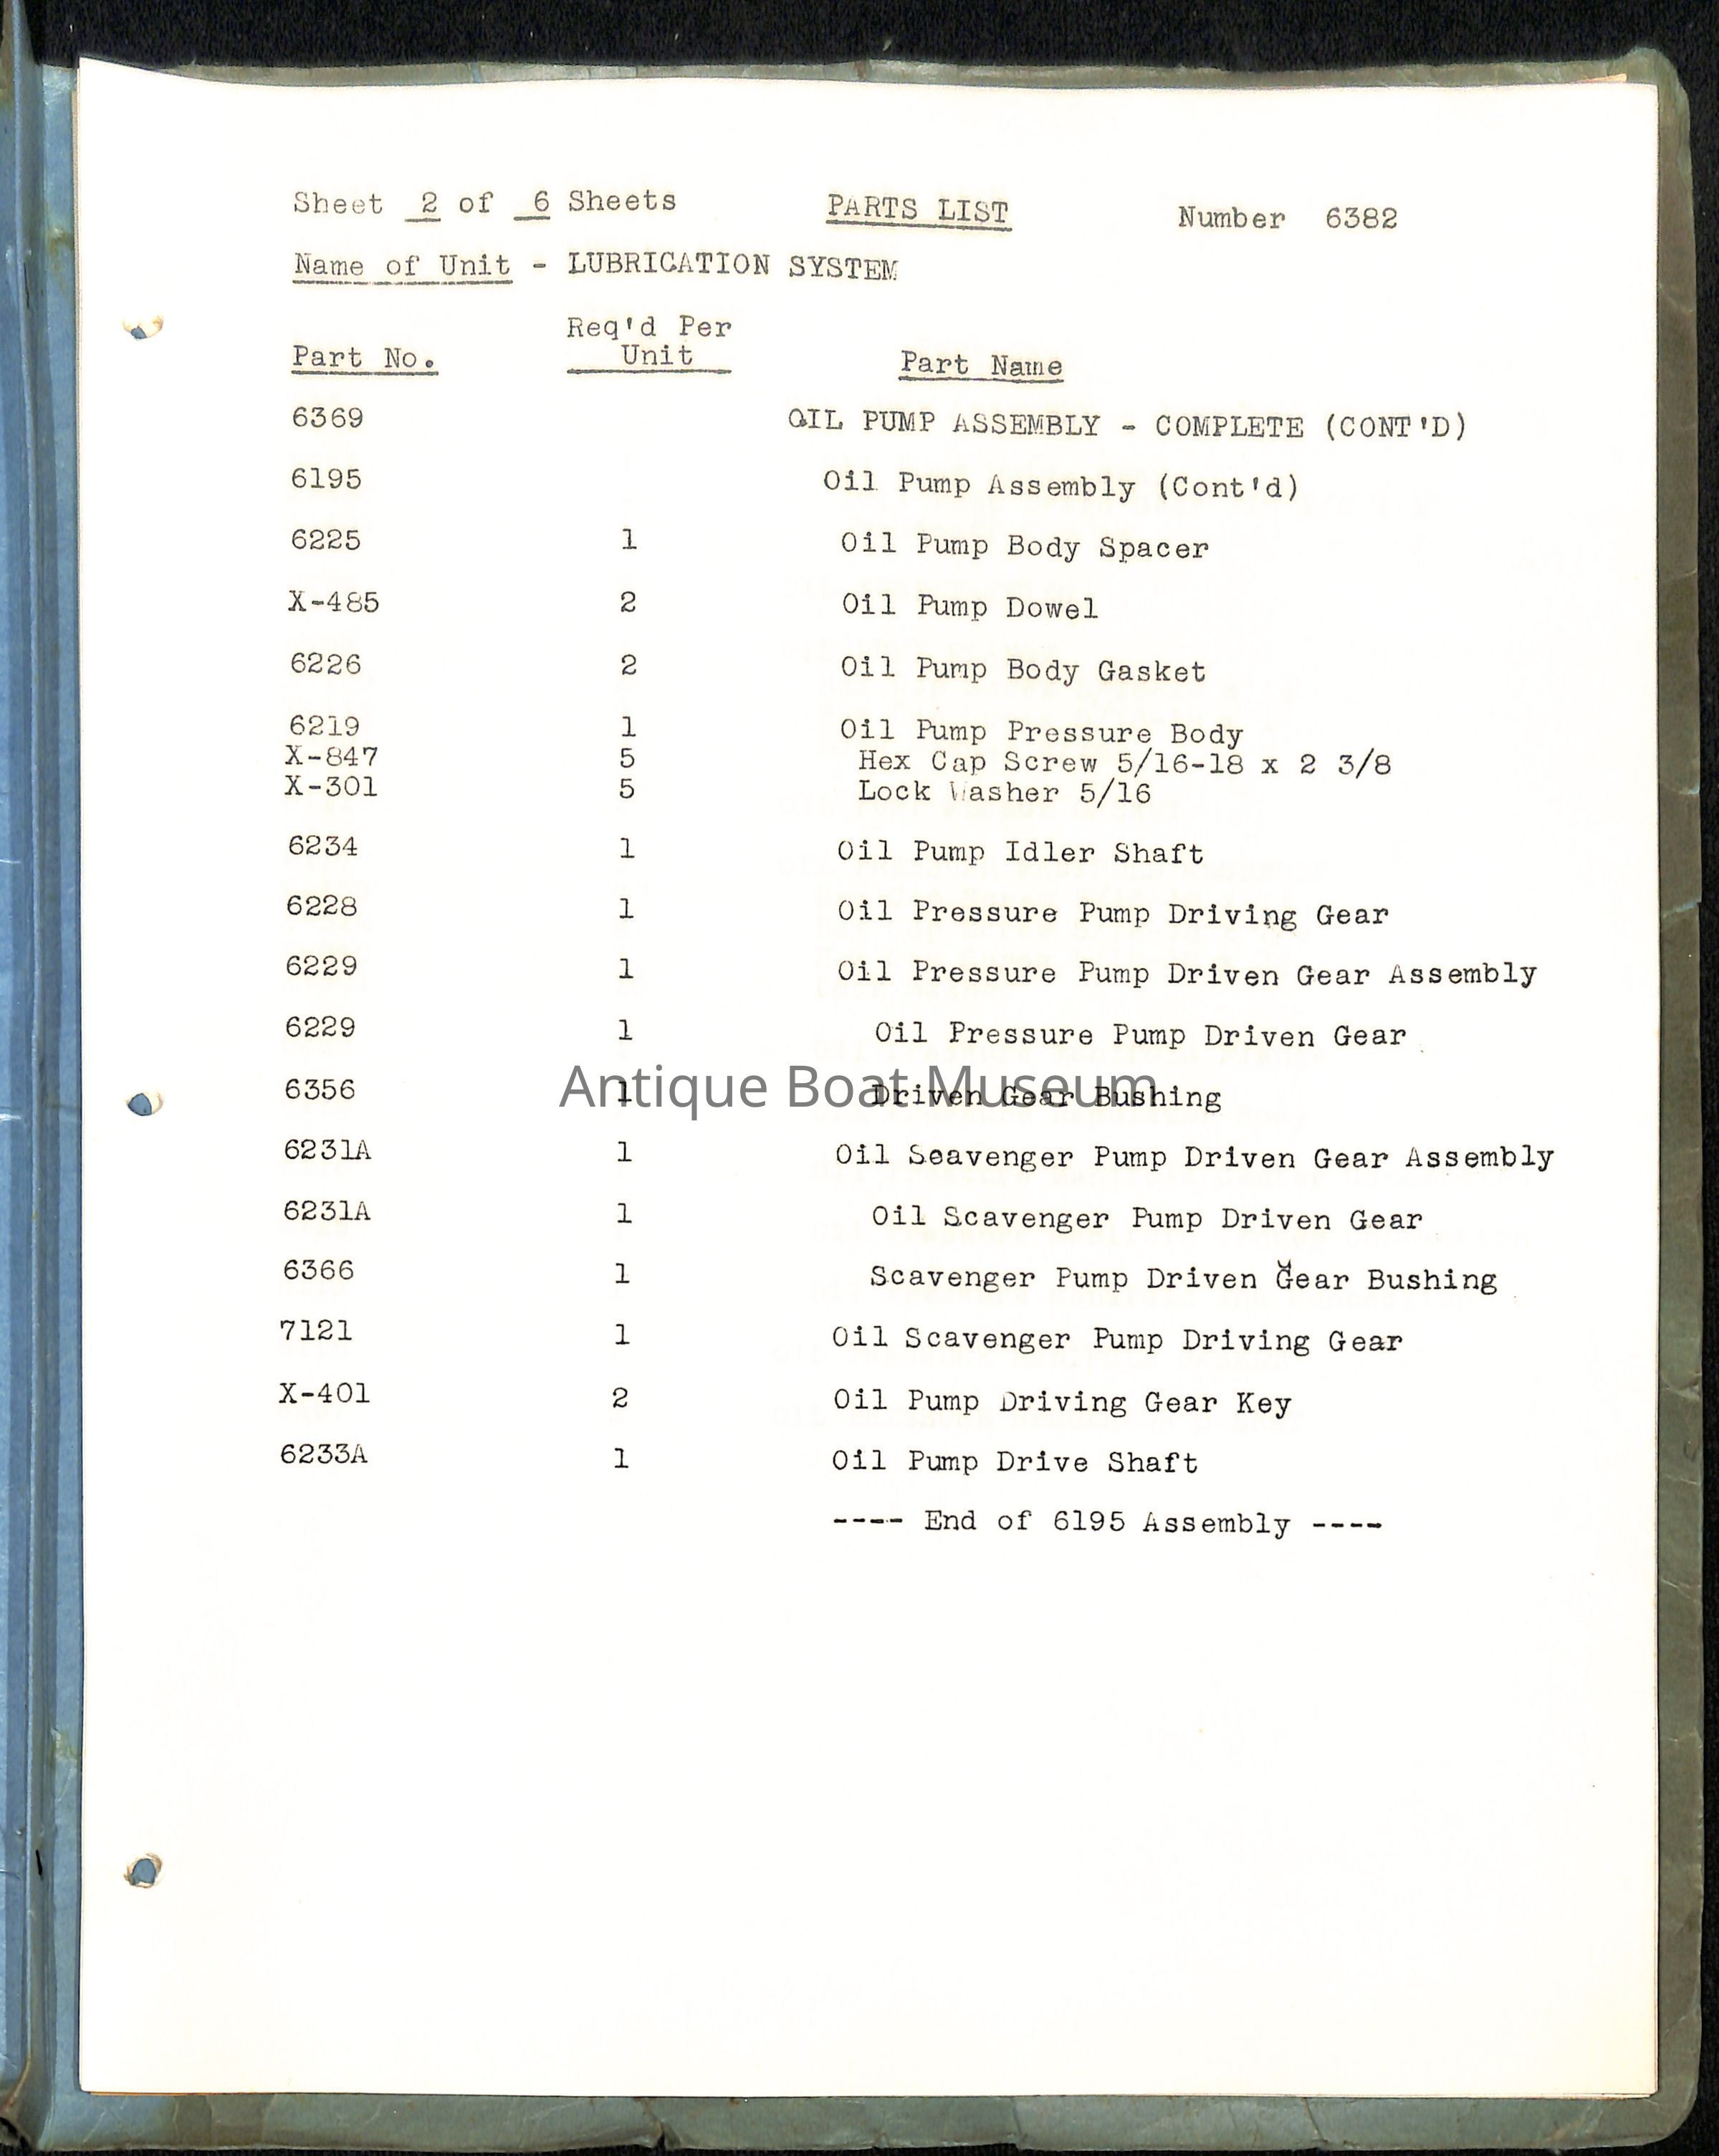 Sheet 2 of 6 Sheets PARTS LIST Number 6382
Name of Unit - LUBRICATION SYSTEM
Req'd Per
Part No. Unit Part Name
6369 OIL PUMP ASSEMBLY - COMPLETE (CONT'D)
6195 Oil Pump Assembly (Cont'd)
6225 1 Oil Pump Body Spacer
X-485 2 Oil Pump Dowel
6226 2 Oil Pump Body Gasket
6219 1 Oil Pump Pressure Body
X-847 5 Hex Cap Screw 5/16-18 x 2 3/8
X-301 5 Lock Washer 5/16
6234 1 Oil Pump Idler Shaft
6228 1 Oil Pressure Pump Driving Gear
6229 1 Oil Pressure Pump Driven Gear Assembly
6229 1 Oil Pressure Pump Driven Gear
6356 1 Driven Gear Bushing
Antique Boat Museum
6231A 1 Oil Scavenger Pump Driven Gear Assembly
6231A 1 Oil Scavenger Pump Driven Gear
6366 1 Scavenger Pump Driven Gear Bushing
7121 1 Oil Scavenger Pump Driving Gear
X-401 2 Oil Pump Driving Gear Key
6233A 1 Oil Pump Drive Shaft
---- End of 6195 Assembly ----